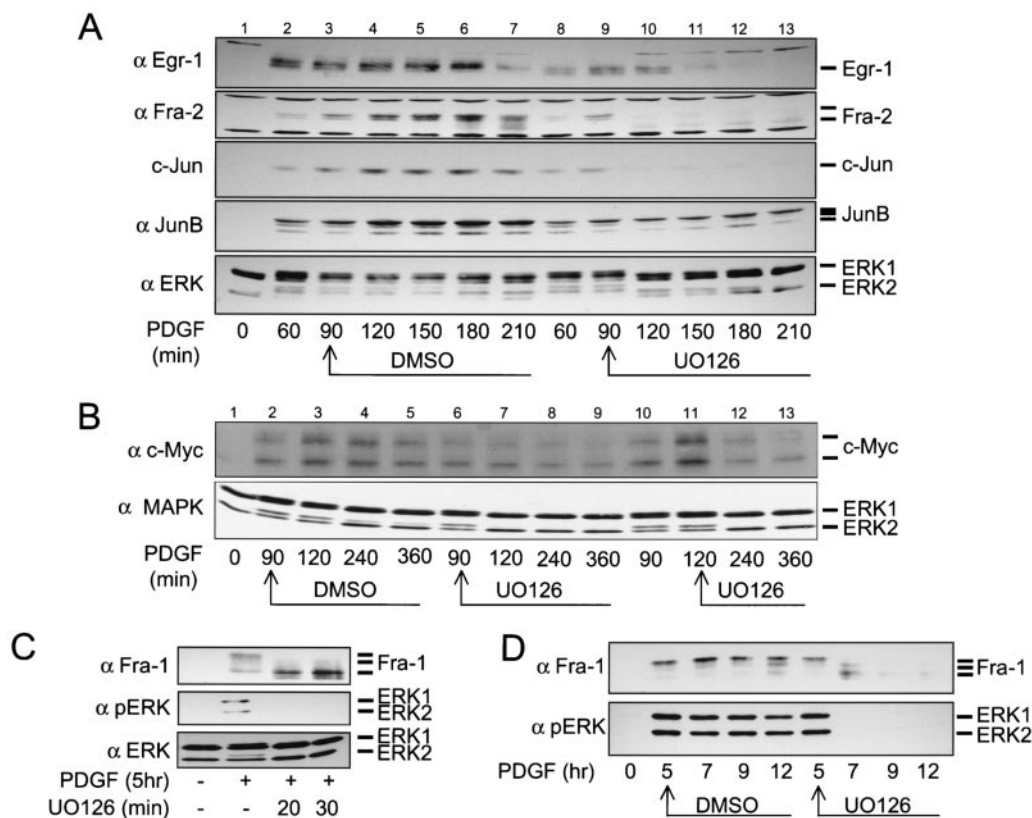 A
1 2 3 4 5 6 7 8 9 10 11 12 13
α Egr-1 Egr-1
α Fra-2 Fra-2
c-Jun c-Jun
α JunB JunB
α ERK ERK1
ERK2
PDGF (min) 0 60 90 120 150 180 210 60 90 120 150 180 210
DMSO UO126
B
1 2 3 4 5 6 7 8 9 10 11 12 13
α c-Myc c-Myc
α MAPK ERK1
ERK2
PDGF (min) 0 90 120 240 360 90 120 240 360 90 120 240 360
DMSO UO126 UO126
C
α Fra-1 Fra-1
α pERK ERK1
ERK2
α ERK ERK1
ERK2
PDGF (5hr) - + + +
UO126 (min) - - 20 30
D
α Fra-1 Fra-1
α pERK ERK1
ERK2
PDGF (hr) 0 5 7 9 12 5 7 9 12
DMSO UO126